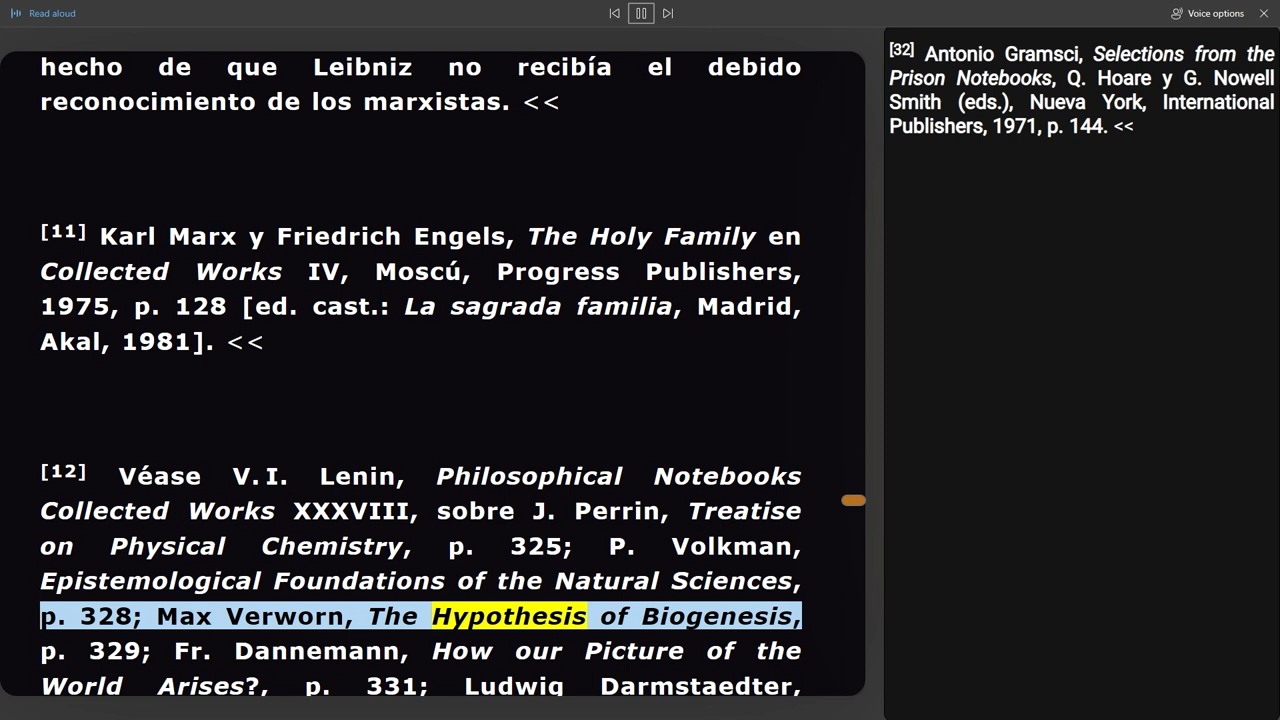 Read aloud
Voice options
hecho de que Leibniz no recibía el debido
reconocimiento de los marxistas. <<
[11] Karl Marx y Friedrich Engels, The Holy Family en
Collected Works IV, Moscú, Progress Publishers,
1975, p. 128 [ed. cast.: La sagrada familia, Madrid,
Akal, 1981]. <<
[12] Véase V. I. Lenin, Philosophical Notebooks
Collected Works XXXVIII, sobre J. Perrin, Treatise
on Physical Chemistry, p. 325; P. Volkman,
Epistemological Foundations of the Natural Sciences,
p. 328; Max Verworn, The Hypothesis of Biogenesis,
p. 329; Fr. Dannemann, How our Picture of the
World Arises?, p. 331; Ludwig Darmstaedter,
[32] Antonio Gramsci, Selections from the
Prison Notebooks, Q. Hoare y G. Nowell
Smith (eds.), Nueva York, International
Publishers, 1971, p. 144. <<